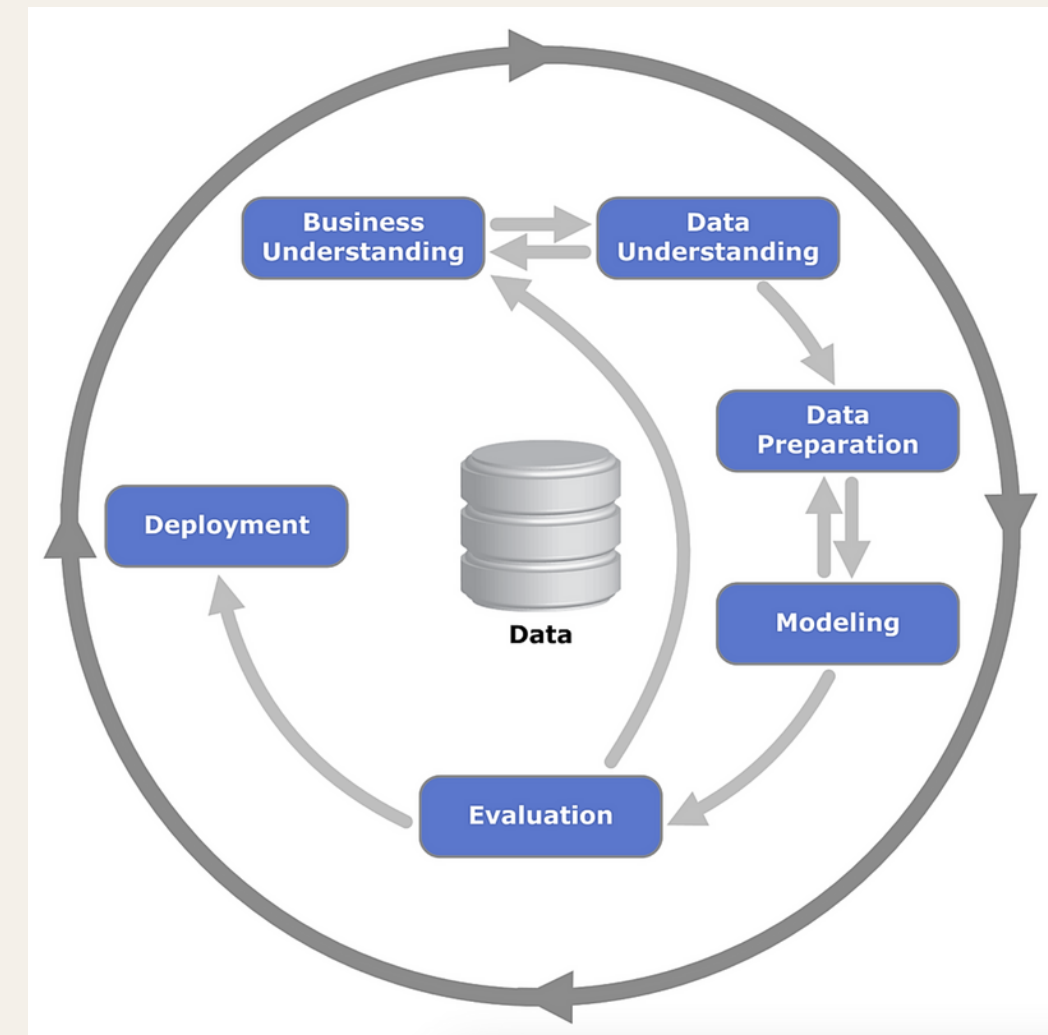 Business
Understanding
Data
Understanding
Data
Preparation
Deployment
Modeling
Data
Evaluation